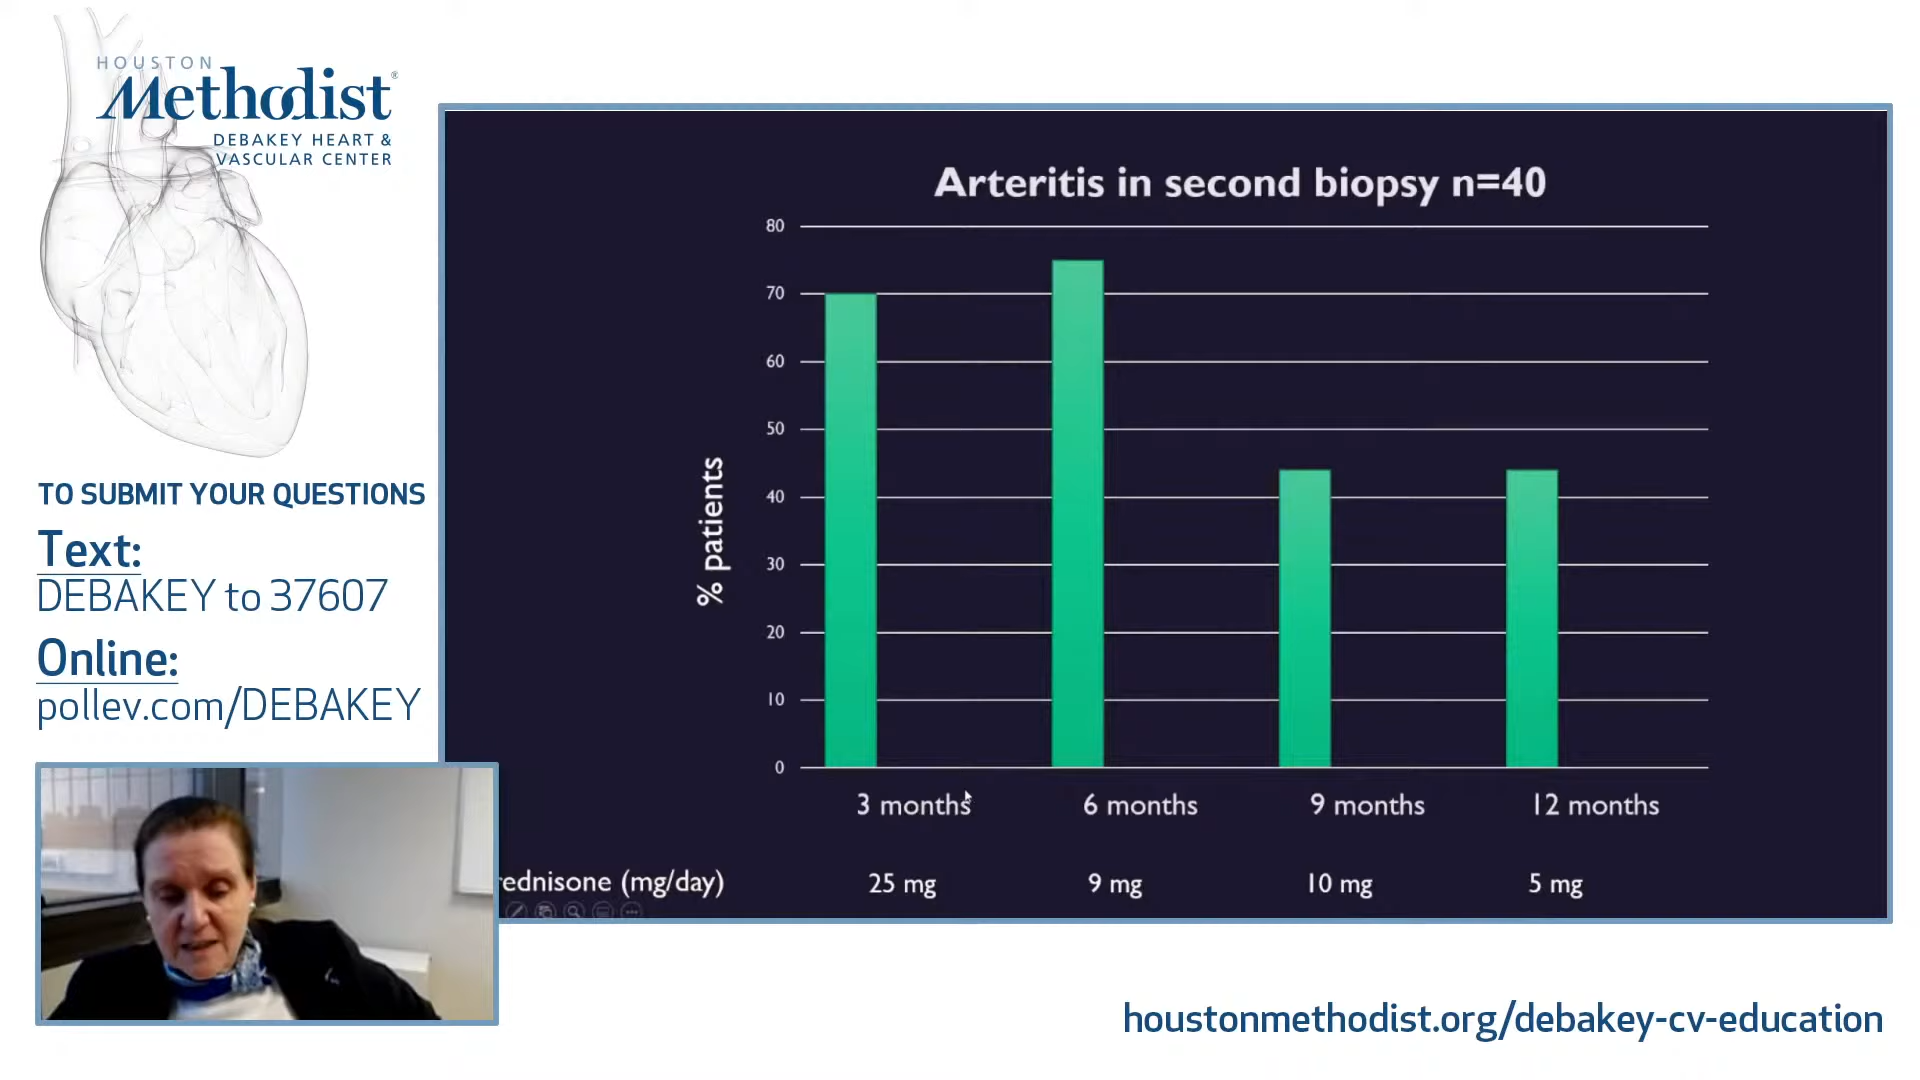 HOUSTON
Methodist®
DEBAKEY HEART &
VASCULAR CENTER
TO SUBMIT YOUR QUESTIONS
Text:
DEBAKEY to 37607
Online:
pollev.com/DEBAKEY
Arteritis in second biopsy n=40
80
70
60
50
40
30
20
10
0
% patients
3 months 6 months 9 months 12 months
rednisone (mg/day) 25 mg 9 mg 10 mg 5 mg
houstonmethodist.org/debakey-cv-education